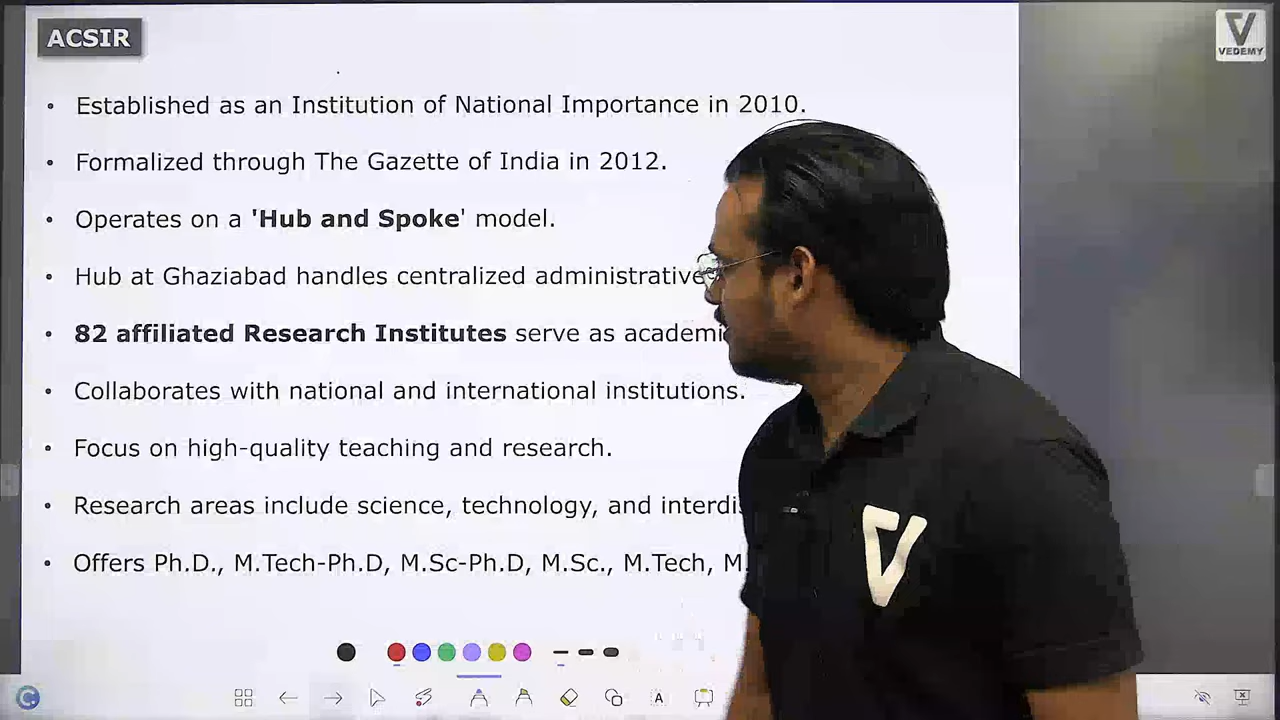 ACSIR
VEDEMY
• Established as an Institution of National Importance in 2010.
• Formalized through The Gazette of India in 2012.
• Operates on a 'Hub and Spoke' model.
• Hub at Ghaziabad handles centralized administrative
• 82 affiliated Research Institutes serve as
• Collaborates with national and international institutions.
• Focus on high-quality teaching and research.
• Research areas include science, technology, and
• Offers Ph.D., M.Tech-Ph.D, M.Sc-Ph.D, M.Sc., M.Tech,
A